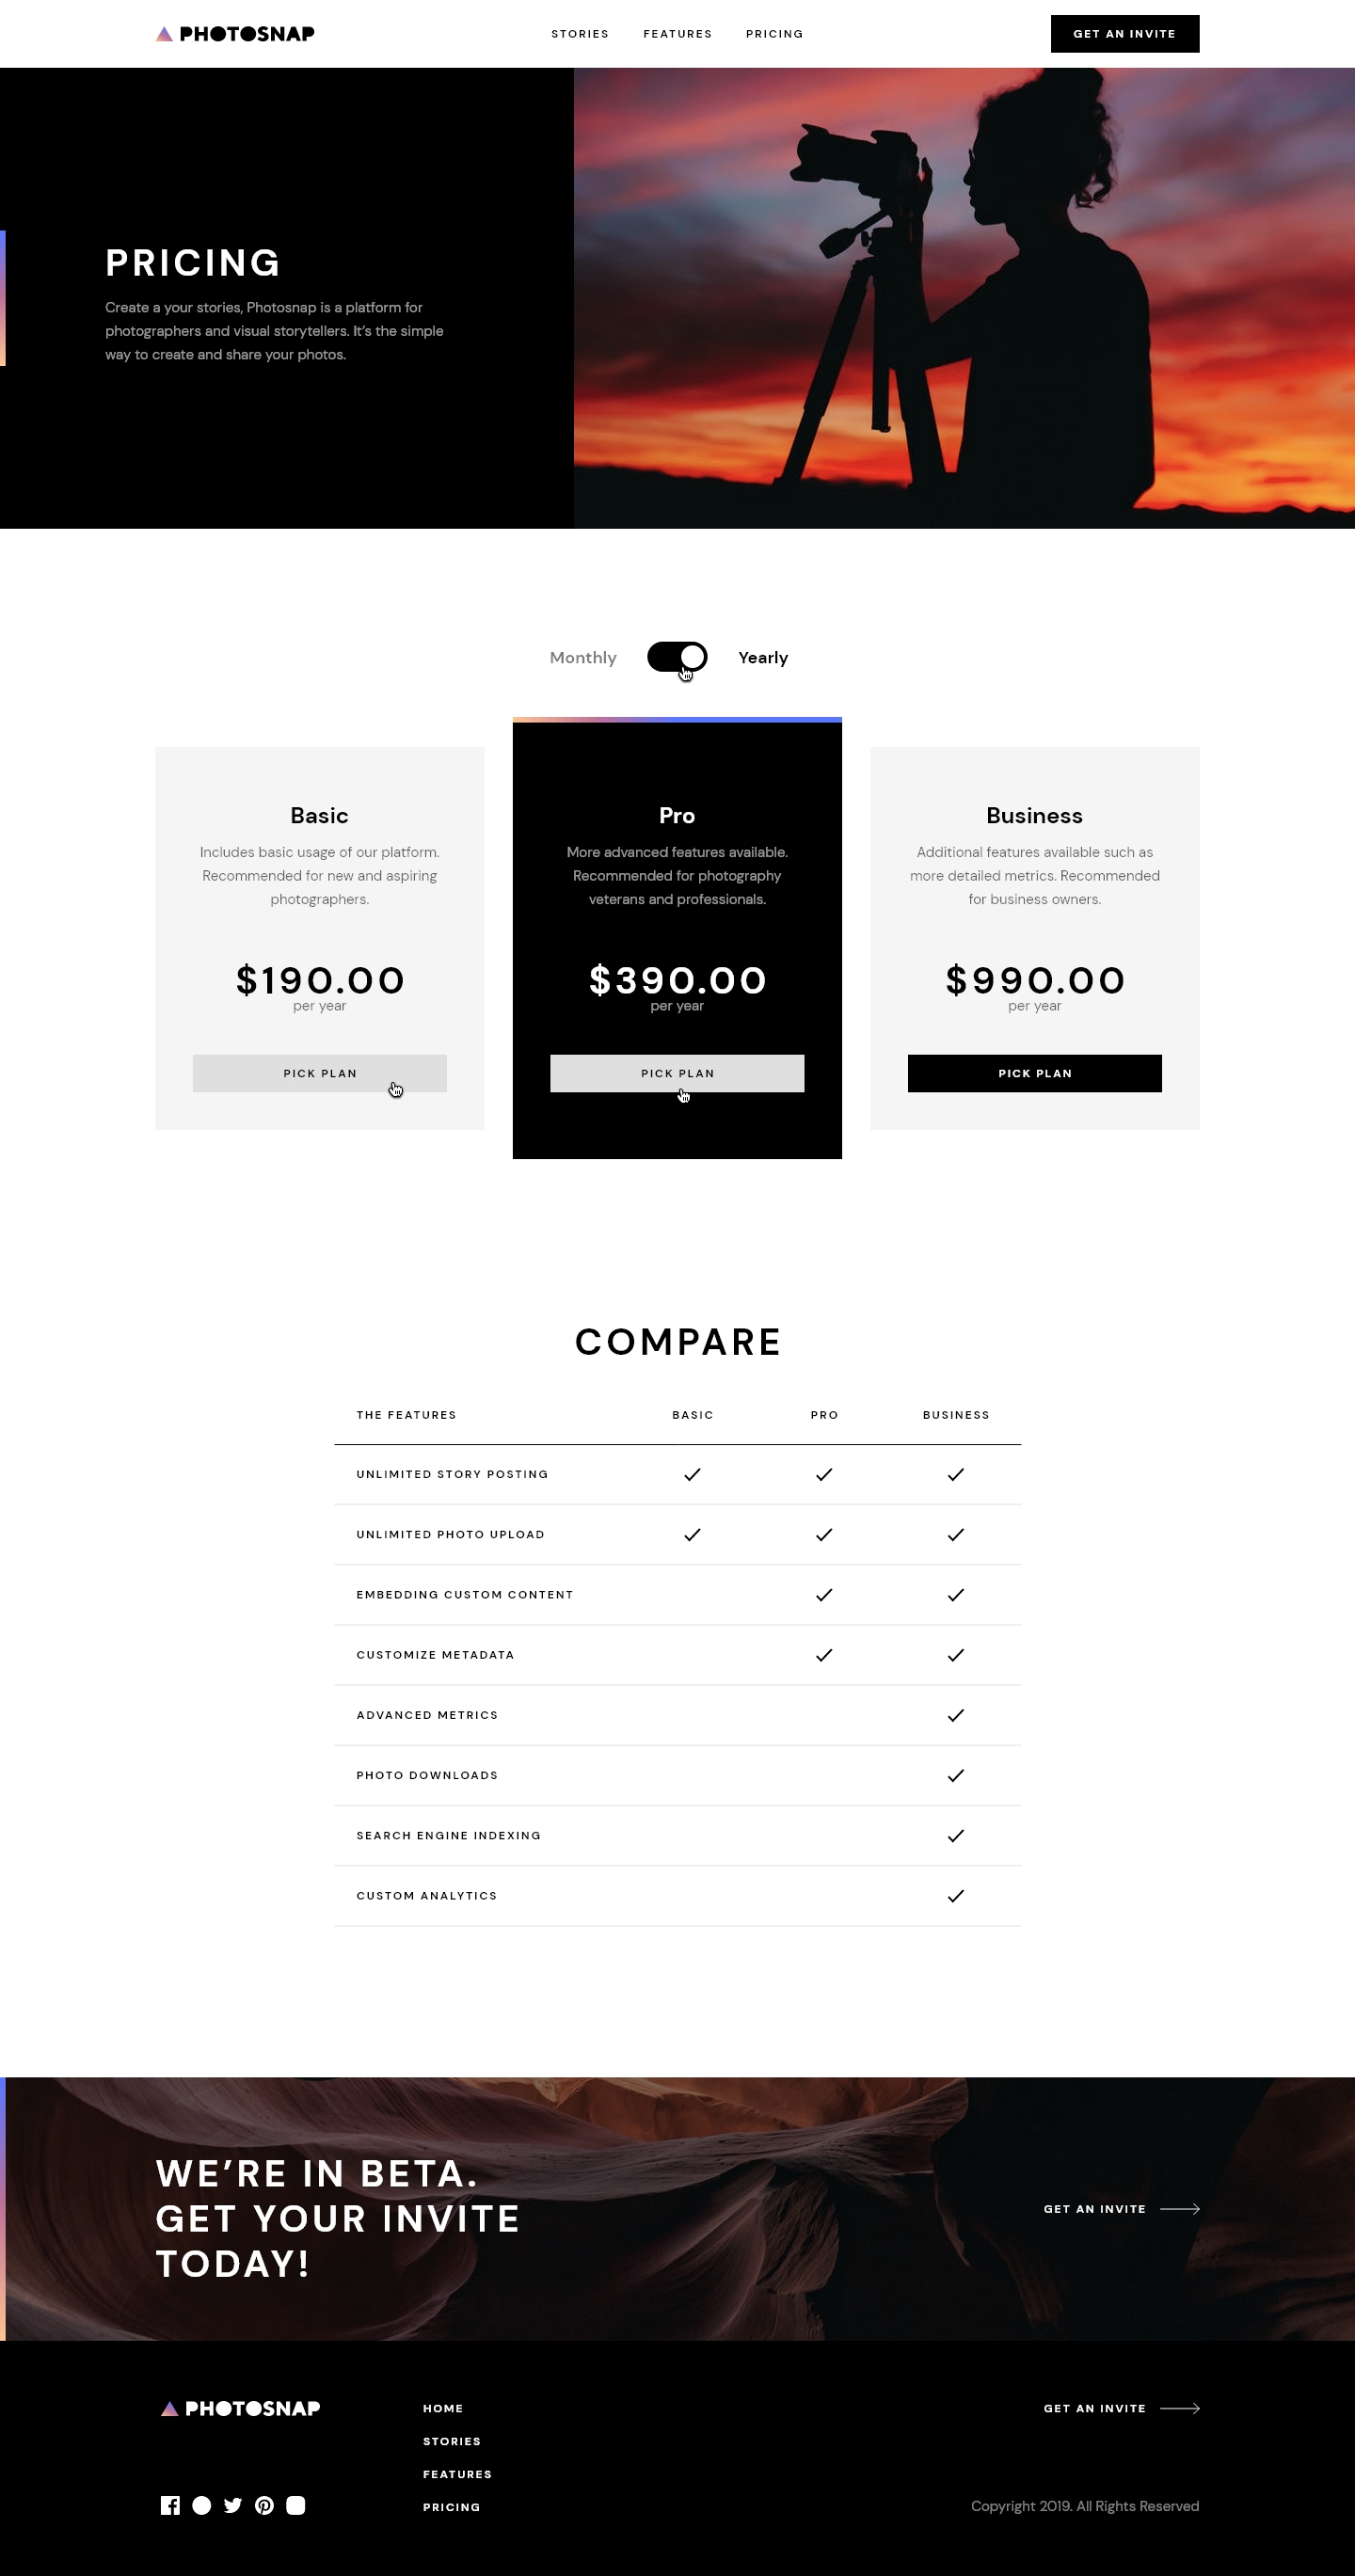 PHOTOSNAP
STORIES FEATURES PRICING
GET AN INVITE
PRICING
Create a your stories, Photosnap is a platform for
photographers and visual storytellers. It’s the simple
way to create and share your photos.
Monthly Yearly
Basic
Includes basic usage of our platform.
Recommended for new and aspiring
photographers.
$190.00
per year
PICK PLAN
Pro
More advanced features available.
Recommended for photography
veterans and professionals.
$390.00
per year
PICK PLAN
Business
Additional features available such as
more detailed metrics. Recommended
for business owners.
$990.00
per year
PICK PLAN
COMPARE
THE FEATURES BASIC PRO BUSINESS
UNLIMITED STORY POSTING
UNLIMITED PHOTO UPLOAD
EMBEDDING CUSTOM CONTENT
CUSTOMIZE METADATA
ADVANCED METRICS
PHOTO DOWNLOADS
SEARCH ENGINE INDEXING
CUSTOM ANALYTICS
WE’RE IN BETA.
GET YOUR INVITE
TODAY!
GET AN INVITE
PHOTOSNAP
HOME
STORIES
FEATURES
PRICING
GET AN INVITE
Copyright 2019. All Rights Reserved